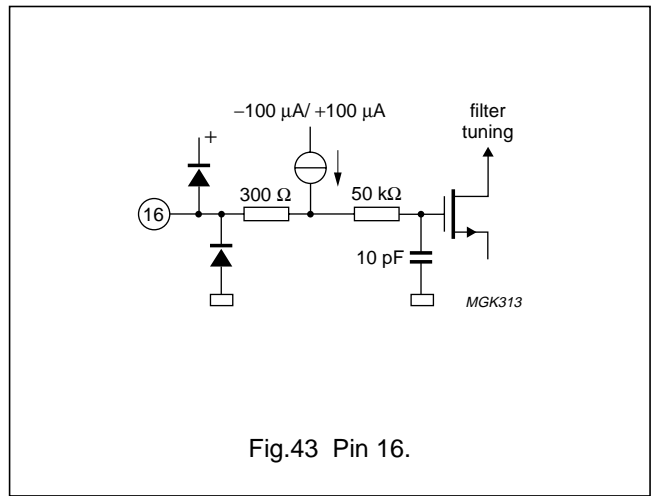 −100 μA/ +100 μA
filter
tuning
+
300 Ω
50 kΩ
16
10 pF
MGK313
Fig.43 Pin 16.